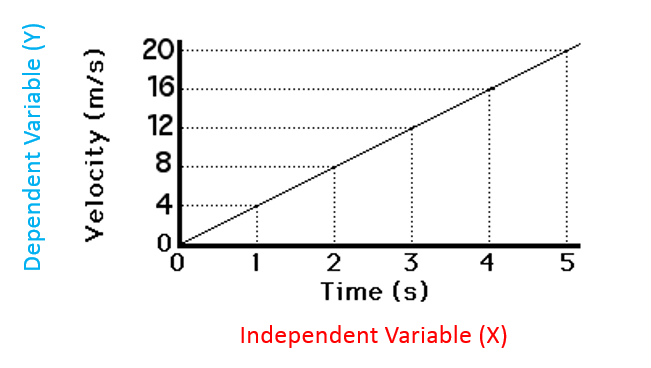 Dependent Variable (Y)
Velocity (m/s)
20
16
12
8
4
0
0 1 2 3 4 5
Time (s)
Independent Variable (X)